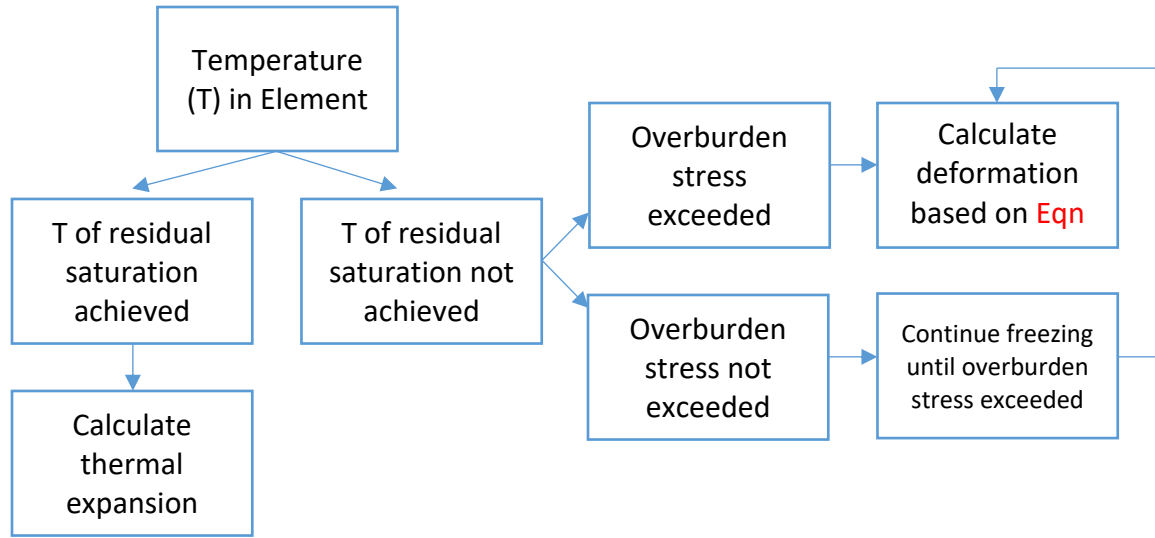 Temperature
(T) in Element
T of residual
saturation
achieved
Calculate
thermal
expansion
T of residual
saturation not
achieved
Overburden
stress
exceeded
Calculate
deformation
based on Eqn
Overburden
stress not
exceeded
Continue freezing
until overburden
stress exceeded